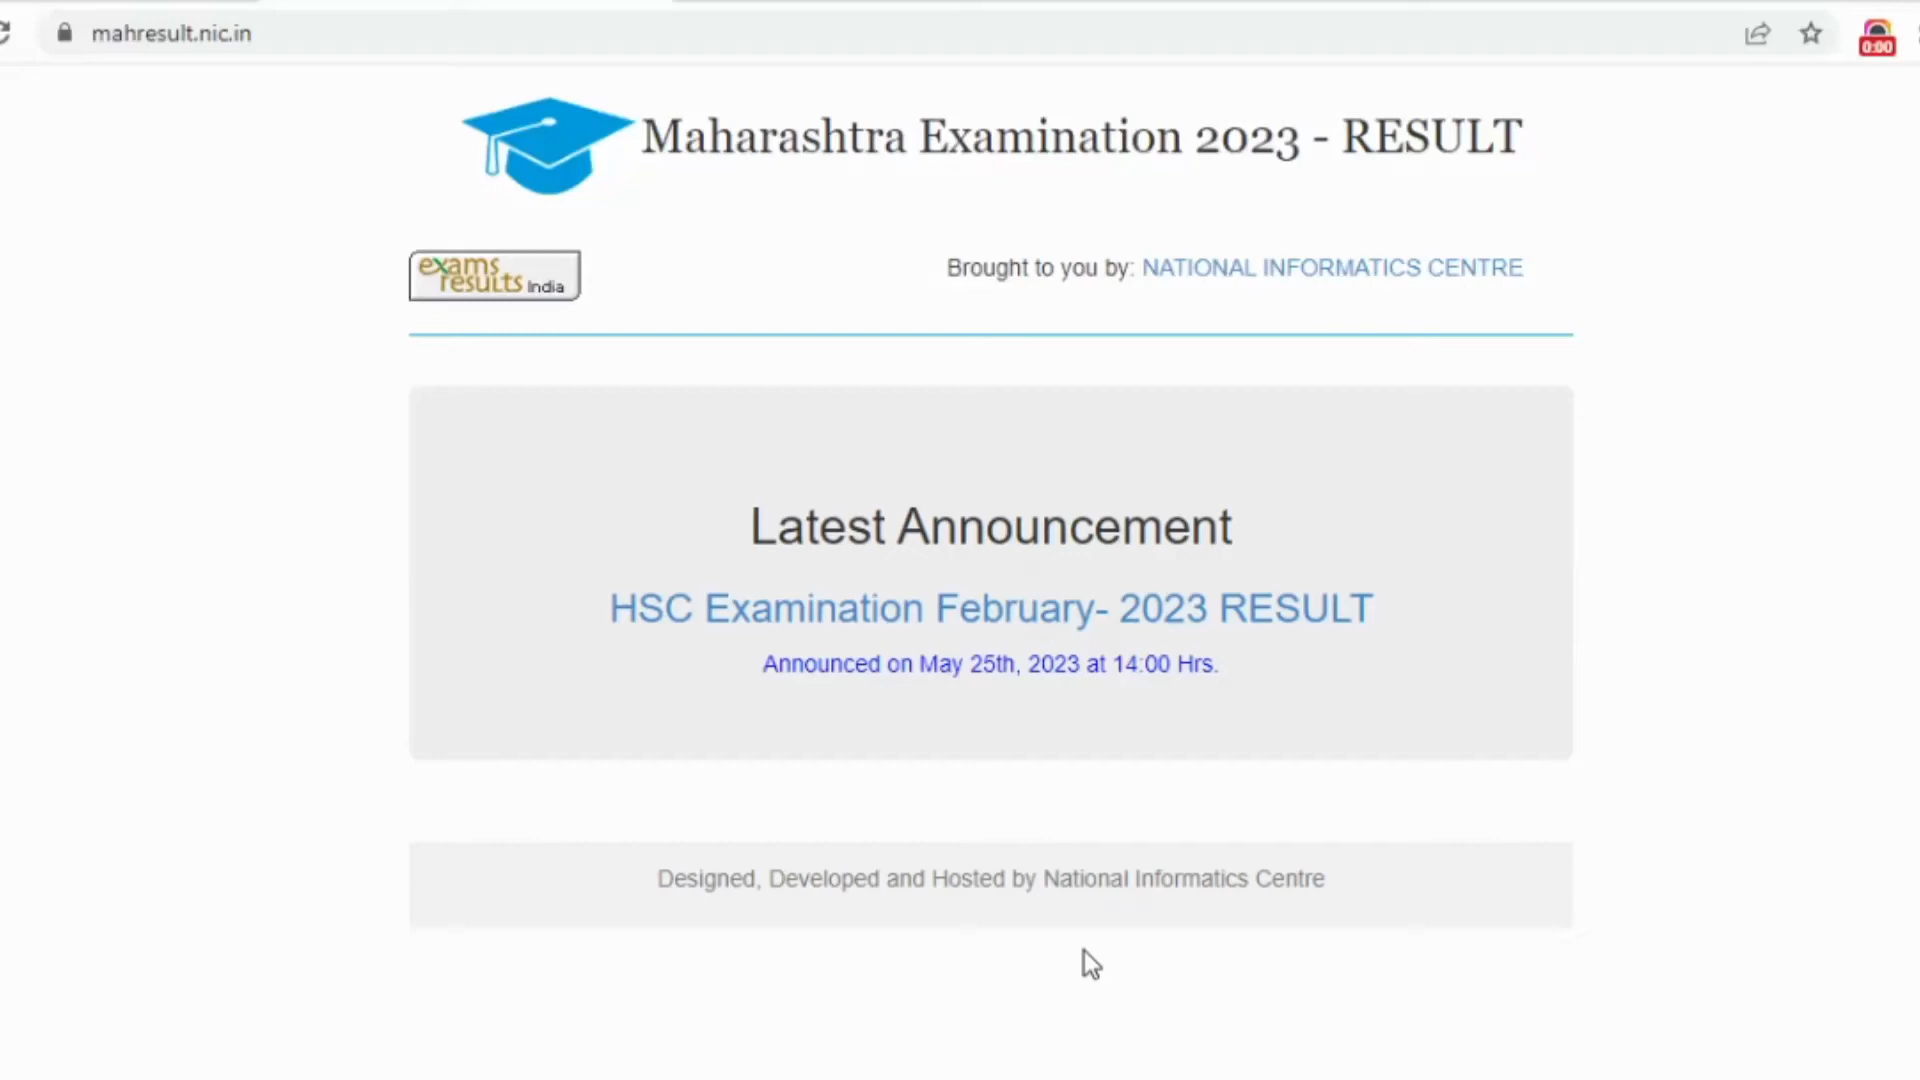 mahresult.nic.in
0:00
Maharashtra Examination 2023 - RESULT
exams
results India
Brought to you by: NATIONAL INFORMATICS CENTRE
Latest Announcement
HSC Examination February- 2023 RESULT
Announced on May 25th, 2023 at 14:00 Hrs.
Designed, Developed and Hosted by National Informatics Centre